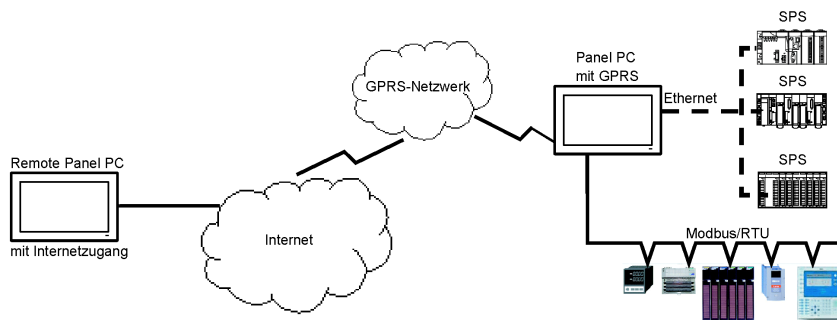 SPS
Panel PC
mit GPRS
GPRS-Netzwerk
SPS
Ethernet
Remote Panel PC
SPS
Internet
Modbus/RTU
mit Internetzugang